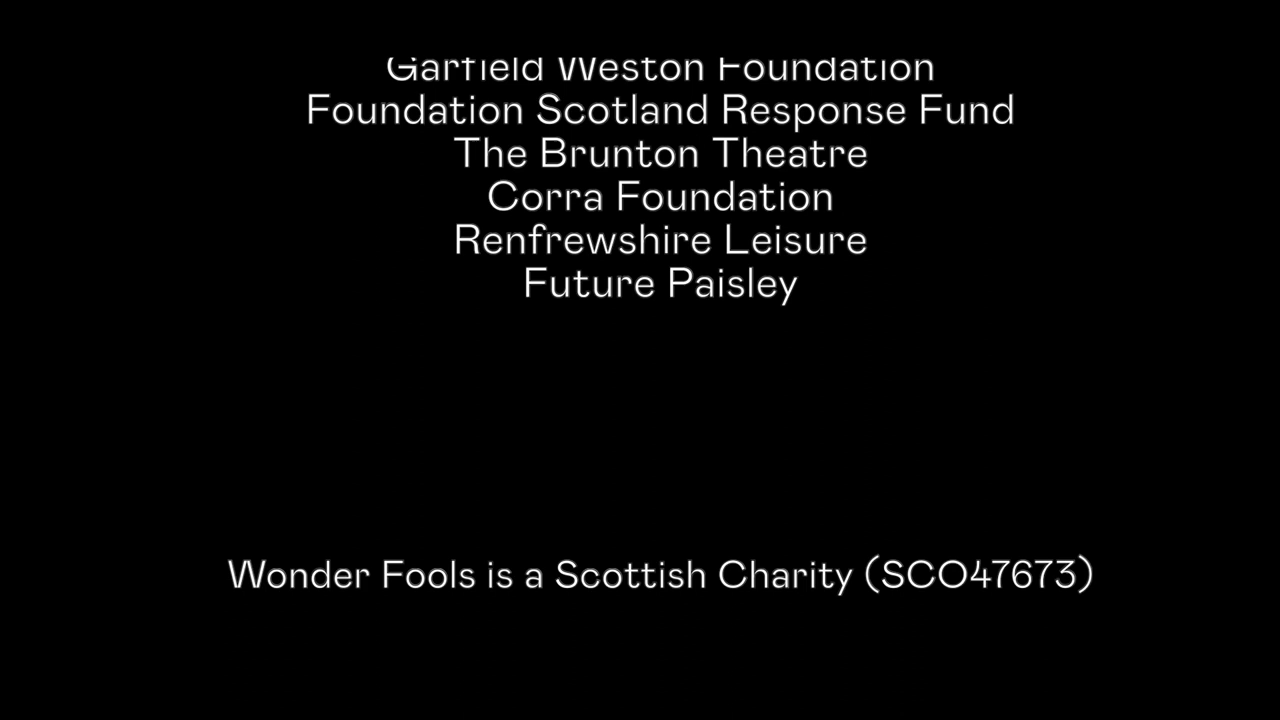 Garfield Weston Foundation
Foundation Scotland Response Fund
The Brunton Theatre
Corra Foundation
Renfrewshire Leisure
Future Paisley
Wonder Fools is a Scottish Charity (SCO47673)